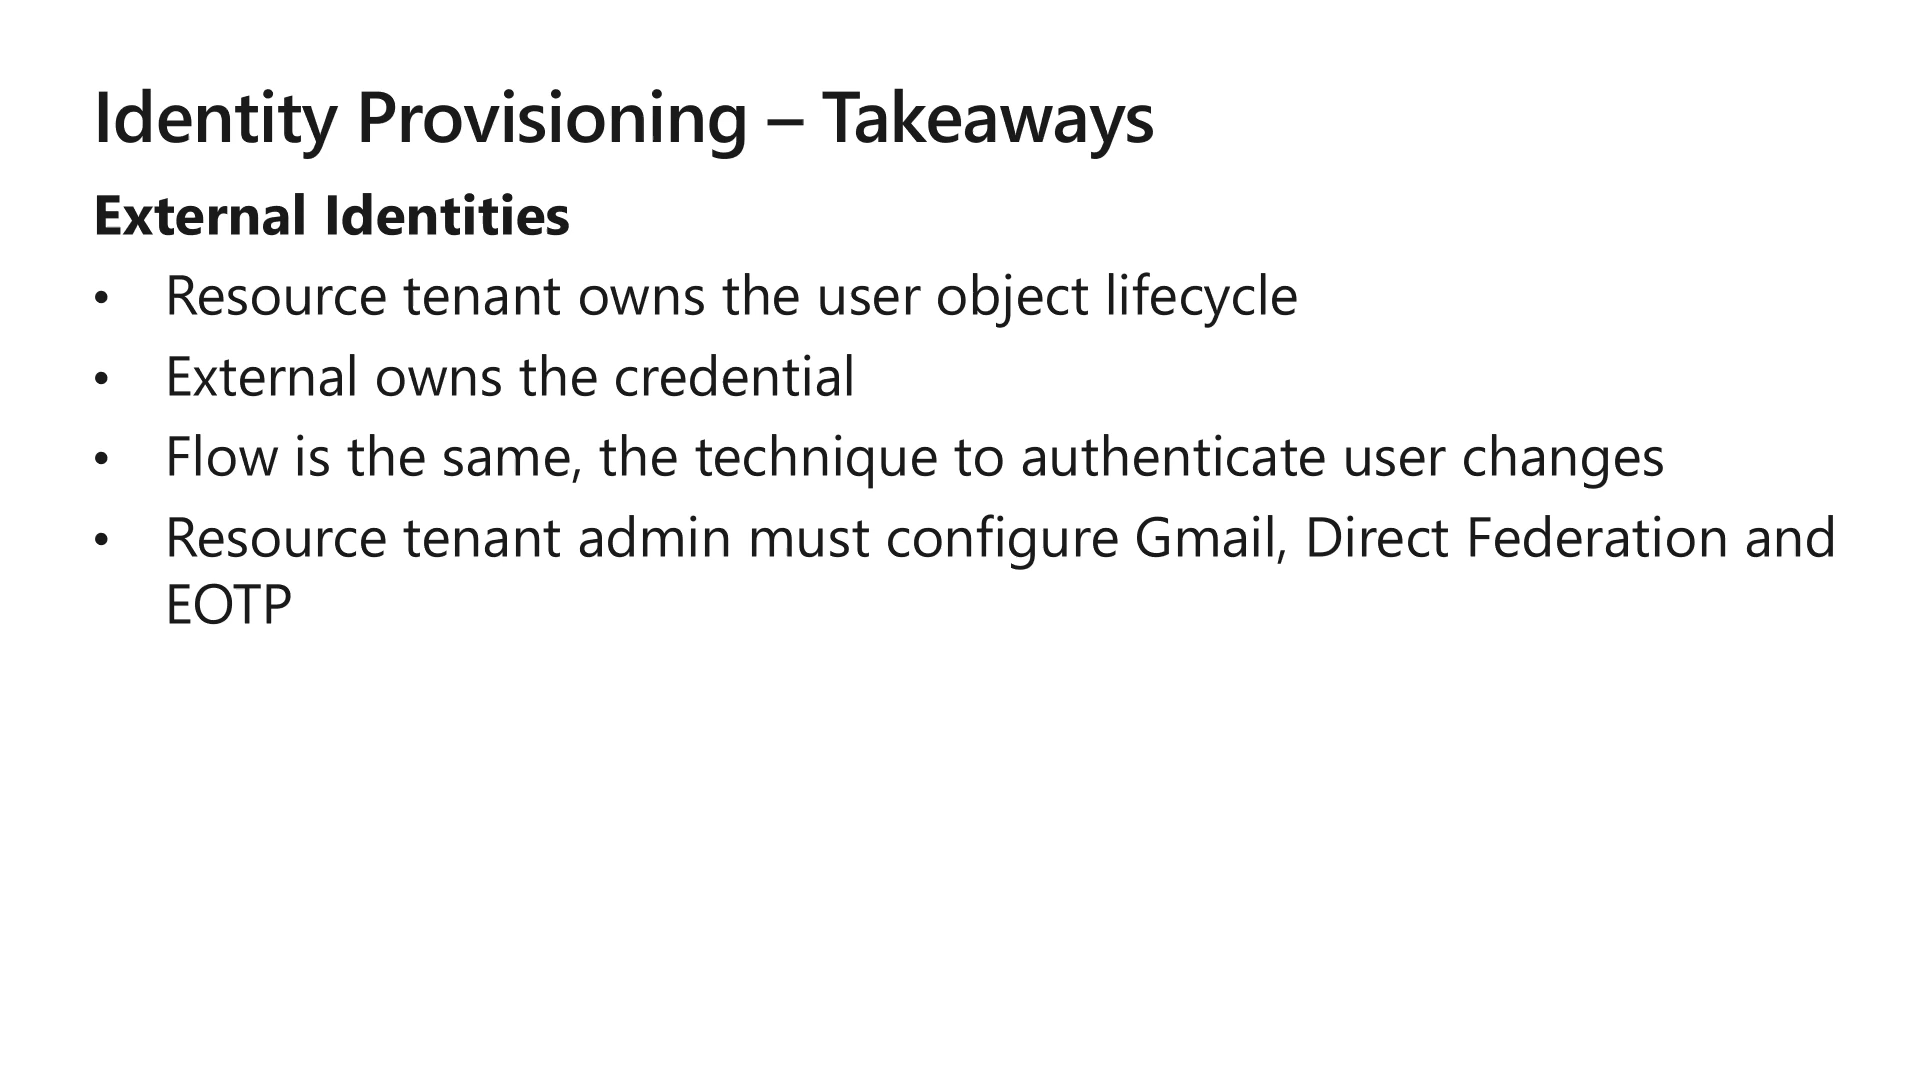 Identity Provisioning – Takeaways
External Identities
• Resource tenant owns the user object lifecycle
• External owns the credential
• Flow is the same, the technique to authenticate user changes
• Resource tenant admin must configure Gmail, Direct Federation and
EOTP